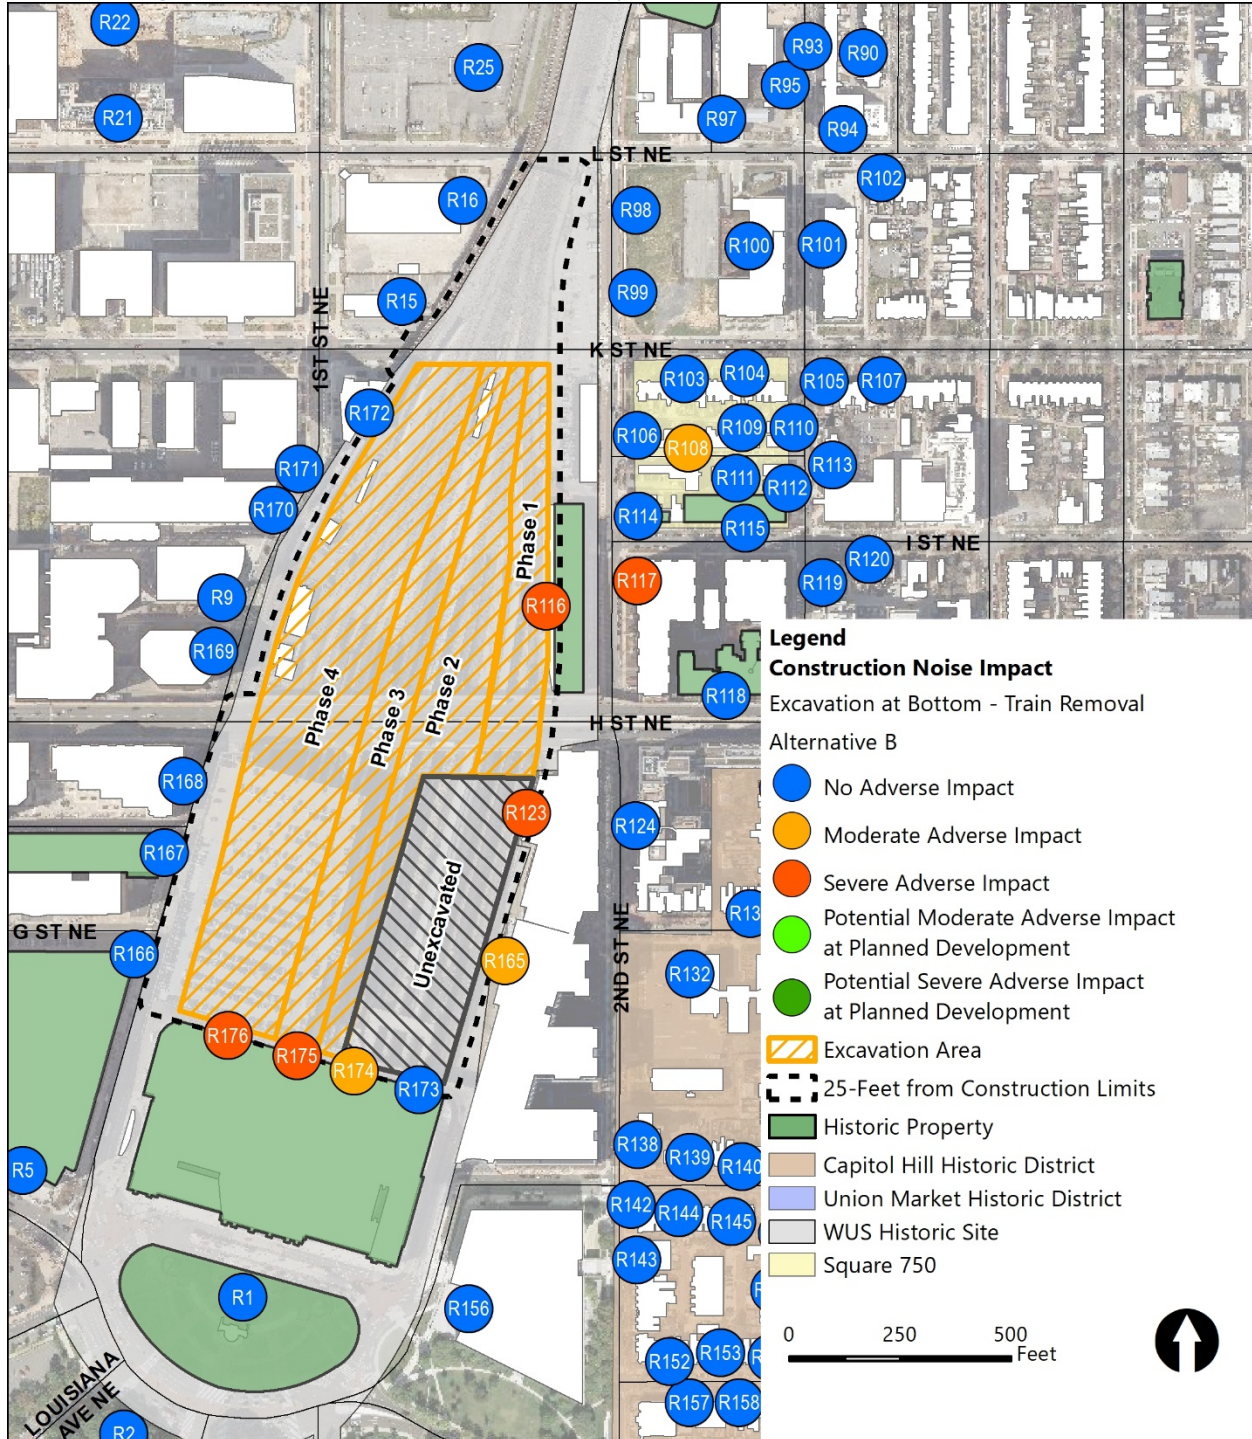 R22
R25
R93
R90
R95
R21
R97
R94
L ST NE
R102
R16
R98
R100
R101
R15
R99
1ST ST NE
K ST NE
R103
R104
R105
R107
R172
R106
R109
R110
R108
R171
R111
R113
R112
R170
R114
R115
Phase 1
I ST NE
R120
R117
R119
R9
R116
R169
Phase 4
Phase 3
Phase 2
R118
H ST NE
R168
R123
R124
R167
Unexcavated
R13
G ST NE
R166
R165
2ND ST NE
R132
R176
R175
R174
R173
R138
R139
R140
R5
R142
R144
R145
R143
R1
R156
R152
R153
R157
R158
LOUISIANA
AVE NE
R2
Legend
Construction Noise Impact
Excavation at Bottom - Train Removal
Alternative B
No Adverse Impact
Moderate Adverse Impact
Severe Adverse Impact
Potential Moderate Adverse Impact
at Planned Development
Potential Severe Adverse Impact
at Planned Development
Excavation Area
25-Feet from Construction Limits
Historic Property
Capitol Hill Historic District
Union Market Historic District
WUS Historic Site
Square 750
0 250 500
Feet